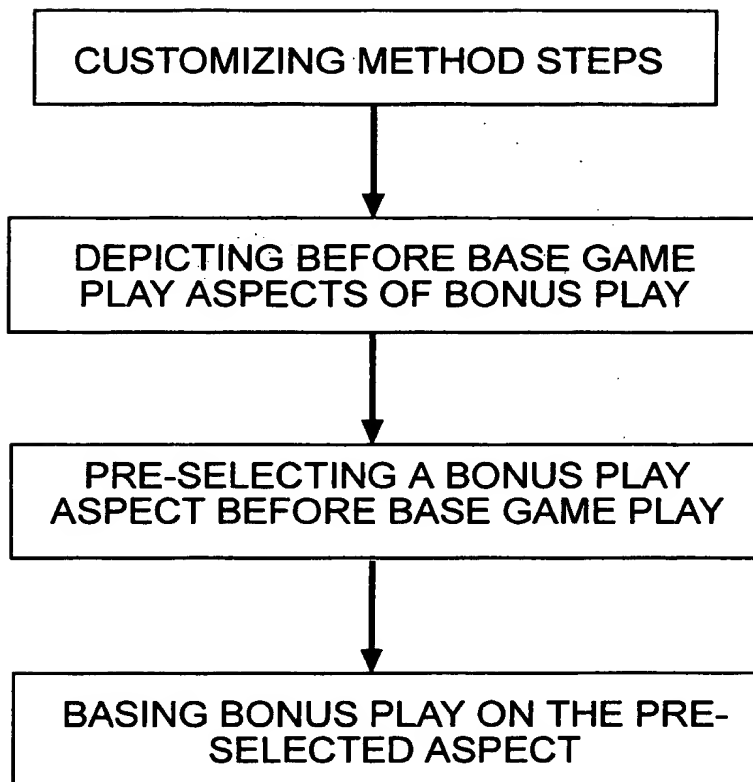 CUSTOMIZING METHOD STEPS
DEPICTING BEFORE BASE GAME
PLAY ASPECTS OF BONUS PLAY
PRE-SELECTING A BONUS PLAY
ASPECT BEFORE BASE GAME PLAY
BASING BONUS PLAY ON THE PRE-
SELECTED ASPECT